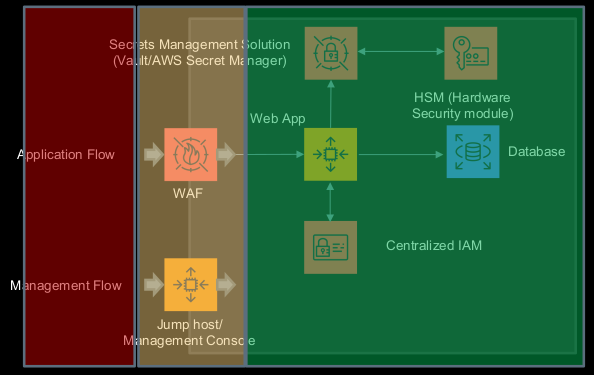 Secrets Management Solution
(Vault/AWS Secret Manager)
HSM (Hardware
Security module)
Web App
Application Flow
Database
WAF
Centralized IAM
Management Flow
Jump host/
Management Console